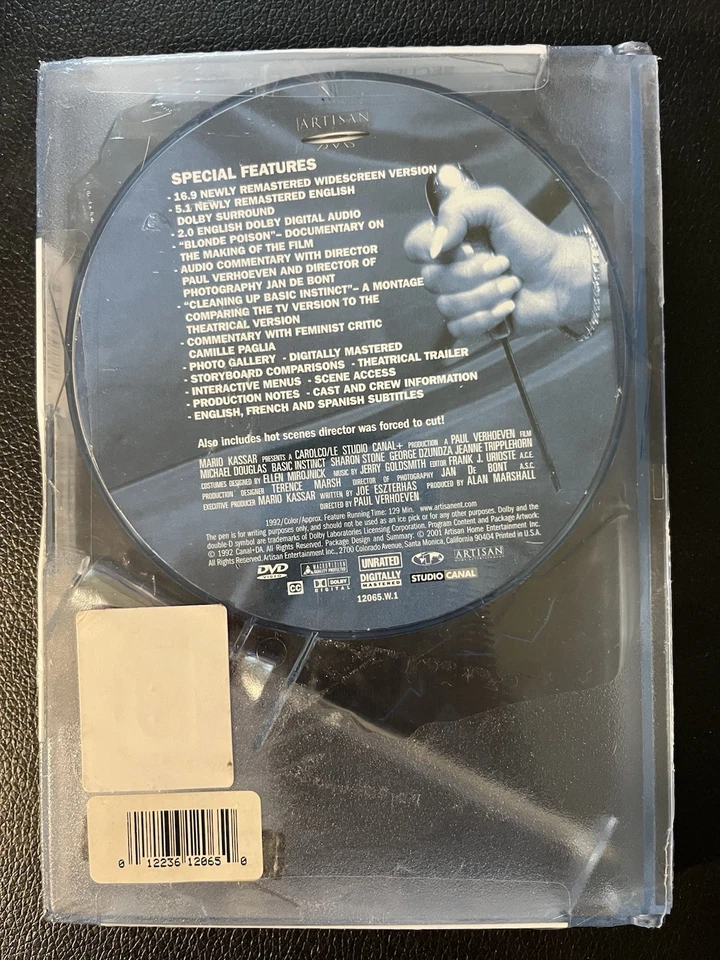 ARTISAN
DVD
SPECIAL FEATURES
- 16.9 NEWLY REMASTERED WIDESCREEN VERSION
- 5.1 NEWLY REMASTERED ENGLISH
DOLBY SURROUND
- 2.0 ENGLISH DOLBY DIGITAL AUDIO
- "BLONDE POISON"– DOCUMENTARY ON
THE MAKING OF THE FILM
- AUDIO COMMENTARY WITH DIRECTOR
PAUL VERHOEVEN AND DIRECTOR OF
PHOTOGRAPHY JAN DE BONT
- "CLEANING UP BASIC INSTINCT"– A MONTAGE
COMPARING THE TV VERSION TO THE
THEATRICAL VERSION
- COMMENTARY WITH FEMINIST CRITIC
CAMILLE PAGLIA
- PHOTO GALLERY - DIGITALLY MASTERED
- STORYBOARD COMPARISONS - THEATRICAL TRAILER
- INTERACTIVE MENUS - SCENE ACCESS
- PRODUCTION NOTES - CAST AND CREW INFORMATION
- ENGLISH, FRENCH AND SPANISH SUBTITLES
Also includes hot scenes director was forced to cut!
MARIO KASSAR PRESENTS A CAROLCO/LE STUDIO CANAL+ PRODUCTION A PAUL VERHOEVEN FILM
MICHAEL DOUGLAS BASIC INSTINCT SHARON STONE GEORGE DZUNDZA JEANNE TRIPPLEHORN
COSTUMES DESIGNED BY ELLEN MIROJNICK MUSIC BY JERRY GOLDSMITH EDITOR FRANK J. URIOSTE A.C.E.
PRODUCTION DESIGNER TERENCE MARSH DIRECTOR OF PHOTOGRAPHY JAN DE BONT A.S.C.
EXECUTIVE PRODUCER MARIO KASSAR WRITTEN BY JOE ESZTERHAS PRODUCED BY ALAN MARSHALL
DIRECTED BY PAUL VERHOEVEN
1992/Color/Approx. Feature Running Time: 129 Min. www.artisanent.com
The pen is for writing purposes only, and should not be used as an ice pick or for any other purposes. Dolby and the
double-D symbol are trademarks of Dolby Laboratories Licensing Corporation. Program Content and Package Artwork:
© 1992 Canal+DA. All Rights Reserved. Package Design and Summary: © 2001 Artisan Home Entertainment Inc.
All Rights Reserved. Artisan Entertainment Inc., 2700 Colorado Avenue, Santa Monica, California 90404 Printed in U.S.A.
DVD VIDEO MACROVISION QUALITY PROTECTION UNRATED ARTISAN
CC DOLBY DIGITAL DIGITALLY MASTERED STUDIO CANAL
12065.W.1
0 12236 12065 0